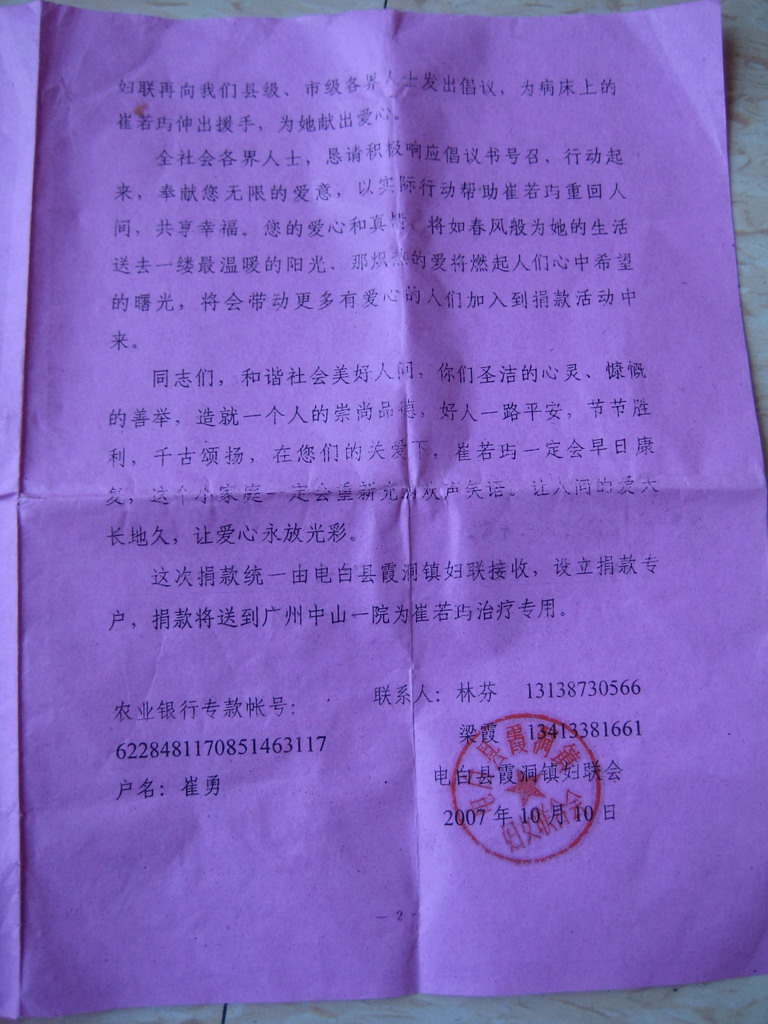 妇联再向我们县级、市级各界人士发出倡议，为病床上的
崔若玙伸出援手，为她献出爱心。
全社会各界人士，恳请积极响应倡议书号召，行动起
来，奉献您无限的爱意，以实际行动帮助崔若玙重回人
间，共享幸福。您的爱心和真情，将如春风般为她的生活
送去一缕最温暖的阳光．那炽热的爱将燃起人们心中希望
的曙光，将会带动更多有爱心的人们加入到捐款活动中
来。
同志们，和谐社会美好人间，你们圣洁的心灵、慷慨
的善举，造就一个人的崇尚品德，好人一路平安，节节胜
利，千古颂扬，在您们的关爱下，崔若玙一定会早日康
复，这个小家庭一定会重新充满欢声笑语。让人间的爱天
长地久，让爱心永放光彩。
这次捐款统一由电白县霞洞镇妇联接收，设立捐款专
户，捐款将送到广州中山一院为崔若玙治疗专用。
农业银行专款帐号：
6228481170851463117
户名：崔勇
联系人：林芬 13138730566
梁霞 13413381661
电白县霞洞镇妇联会
2007 年 10 月 10 日
电白县霞洞镇
妇女联合会
－2－